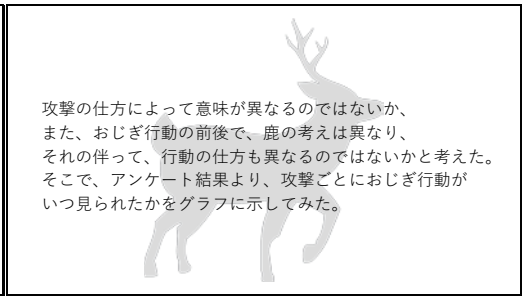 攻撃の仕方によって意味が異なるのではないか、
また、おじぎ行動の前後で、鹿の考えは異なり、
それの伴って、行動の仕方も異なるのではないかと考えた。
そこで、アンケート結果より、攻撃ごとにおじぎ行動が
いつ見られたかをグラフに示してみた。